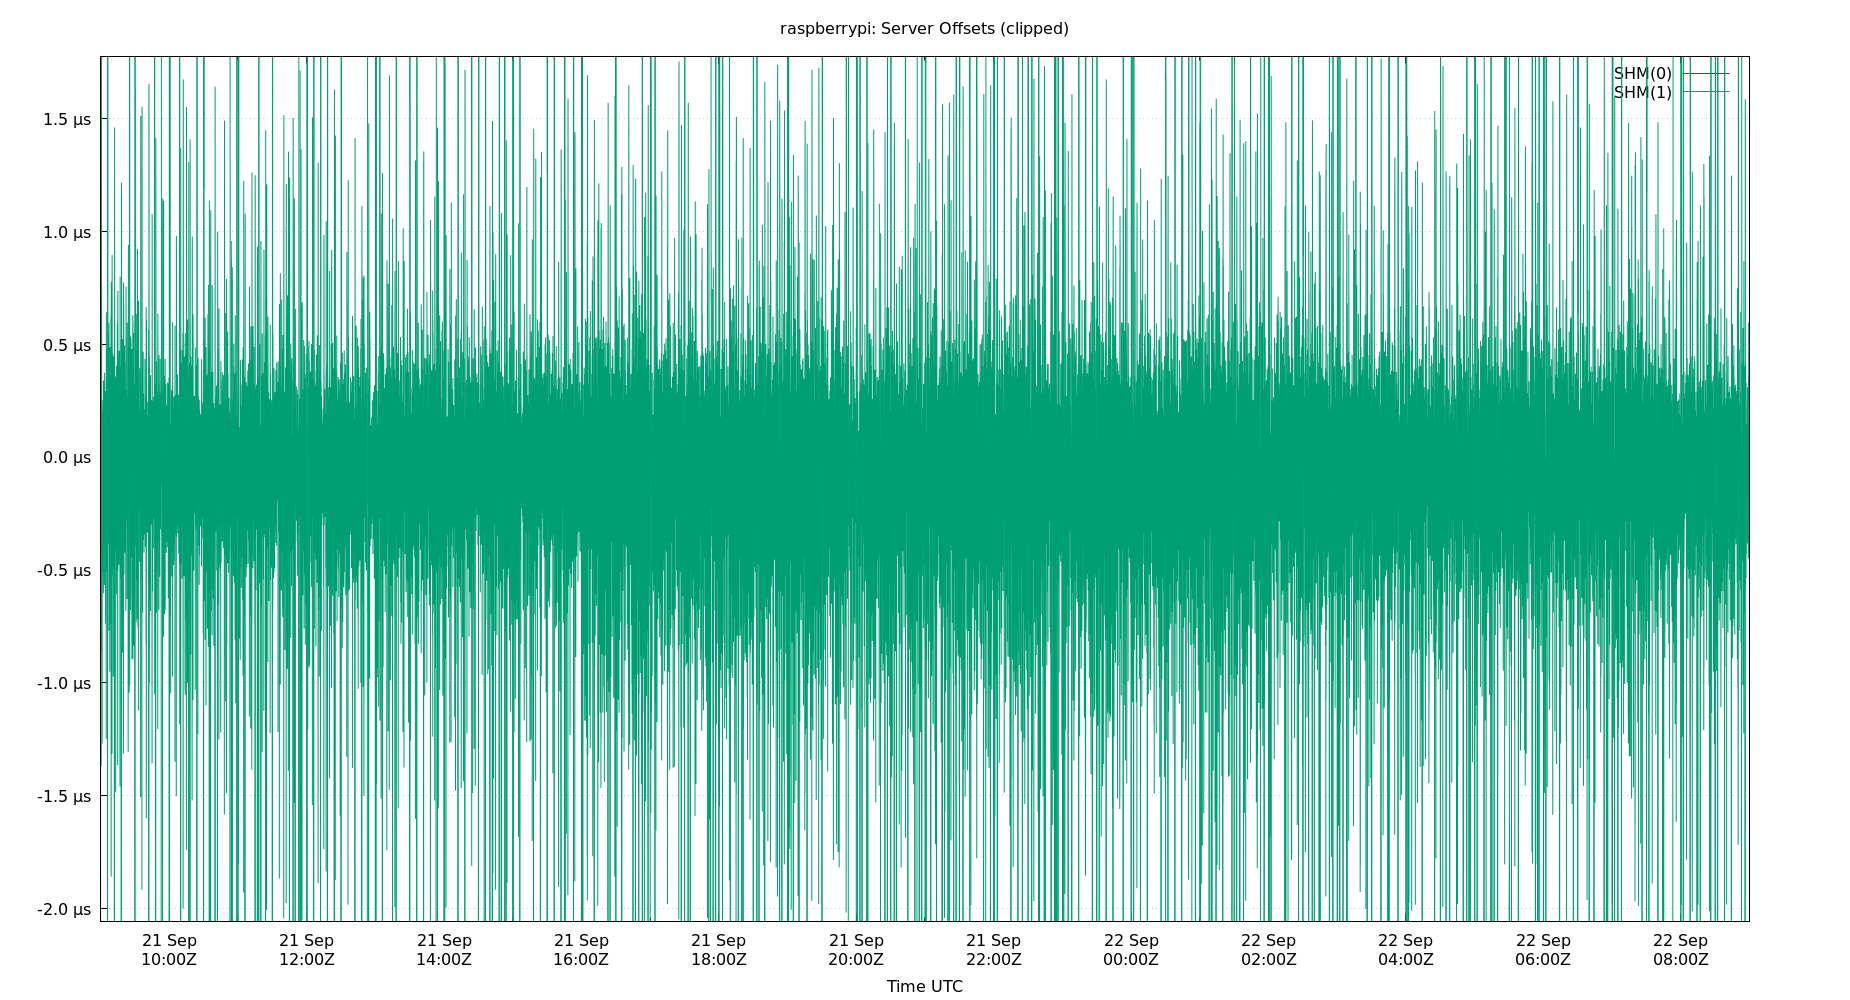 raspberrypi: Server Offsets (clipped)
SHM(0)
SHM(1)
1.5 µs
1.0 µs
0.5 µs
0.0 µs
-0.5 µs
-1.0 µs
-1.5 µs
-2.0 µs
21 Sep 21 Sep 21 Sep 21 Sep 21 Sep 21 Sep 21 Sep 22 Sep 22 Sep 22 Sep 22 Sep 22 Sep
10:00Z 12:00Z 14:00Z 16:00Z 18:00Z 20:00Z 22:00Z 00:00Z 02:00Z 04:00Z 06:00Z 08:00Z
Time UTC